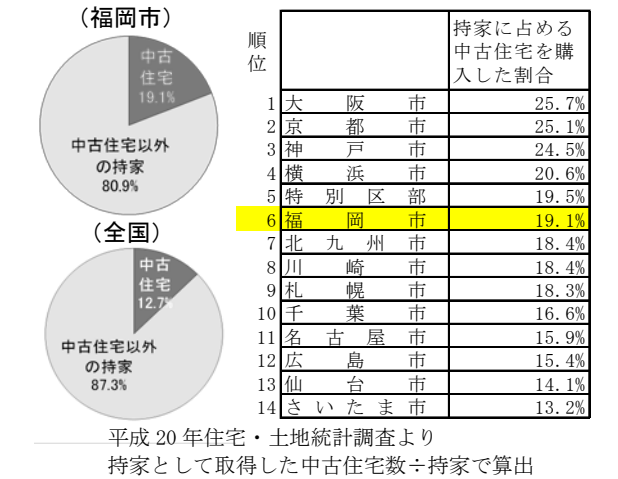 （福岡市）
中古
住宅
19.1%
中古住宅以外
の持家
80.9%
（全国）
中古
住宅
12.7%
中古住宅以外
の持家
87.3%
順位 持家に占める中古住宅を購入した割合
1 大阪市 25.7%
2 京都市 25.1%
3 神戸市 24.5%
4 横浜市 20.6%
5 特別区部 19.5%
6 福岡市 19.1%
7 北九州市 18.4%
8 川崎市 18.4%
9 札幌市 18.3%
10 千葉市 16.6%
11 名古屋市 15.9%
12 広島市 15.4%
13 仙台市 14.1%
14 さいたま市 13.2%
平成 20 年住宅・土地統計調査より
持家として取得した中古住宅数÷持家で算出